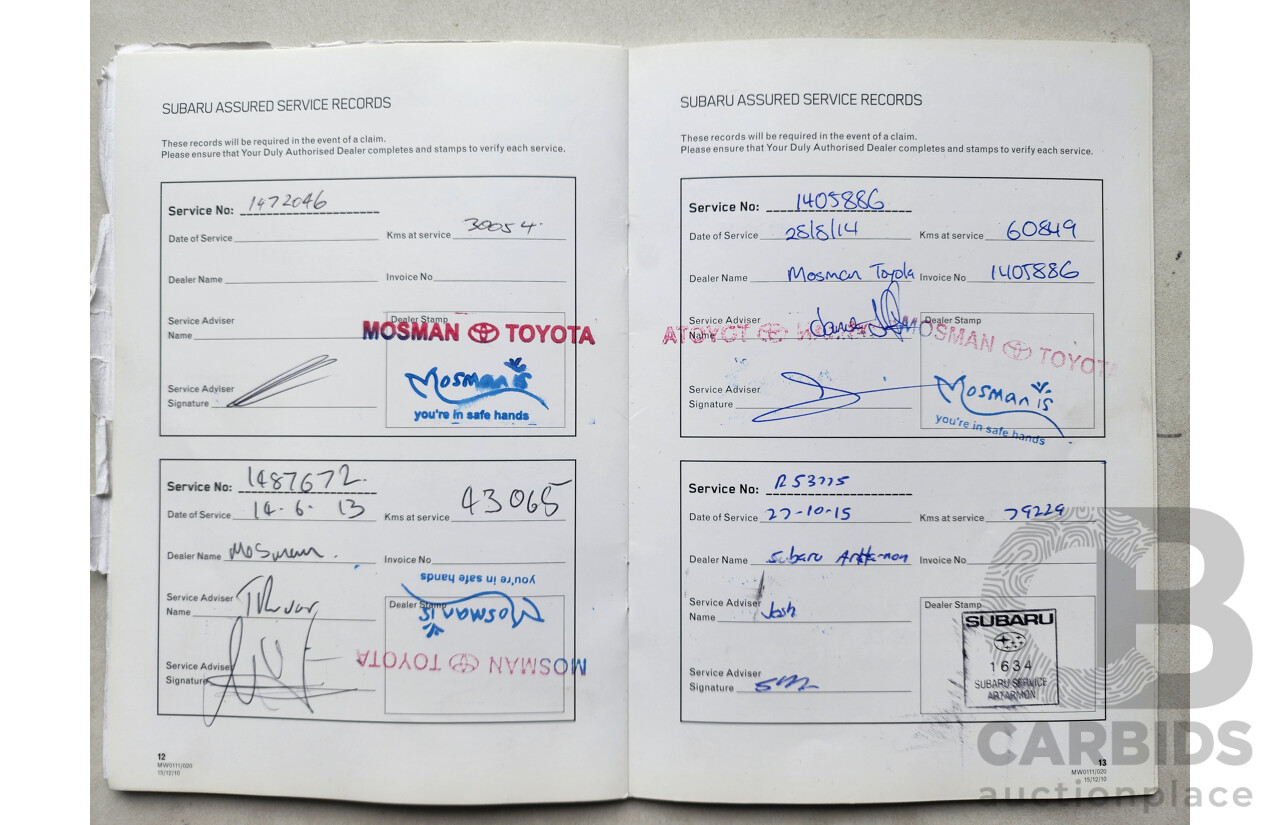 SUBARU ASSURED SERVICE RECORDS
These records will be required in the event of a claim.
Please ensure that Your Duly Authorised Dealer completes and stamps to verify each service.
Service No: 1472046
Date of Service
Kms at service 30054.
Dealer Name
Invoice No
Service Adviser
Name
Dealer Stamp
MOSMAN TOYOTA
Mosman is
you're in safe hands
Service Adviser
Signature
Service No: 1487672.
Date of Service 14-6-13
Kms at service 43065
Dealer Name Mosman.
Invoice No
you're in safe hands
Mosman is
Service Adviser
Name
Dealer Stamp
MOSMAN TOYOTA
Service Adviser
Signature
12
MW0111/020
15/12/10
SUBARU ASSURED SERVICE RECORDS
These records will be required in the event of a claim.
Please ensure that Your Duly Authorised Dealer completes and stamps to verify each service.
Service No: 1405886
Date of Service 28/8/14
Kms at service 60849
Dealer Name Mosman Toyota
Invoice No 1405886
Service Adviser
Name
Dealer Stamp
MOSMAN TOYOTA
Mosman is
you're in safe hands
Service Adviser
Signature
Service No:
Date of Service 27-10-15
Kms at service 79229
Dealer Name Subaru Artarmon
Invoice No
Service Adviser
Name Josh
Dealer Stamp
SUBARU
1634
SUBARU SERVICE
ARTARMON
Service Adviser
Signature
13
MW0111/020
15/12/10
CB
CARBIDS
auctionplace